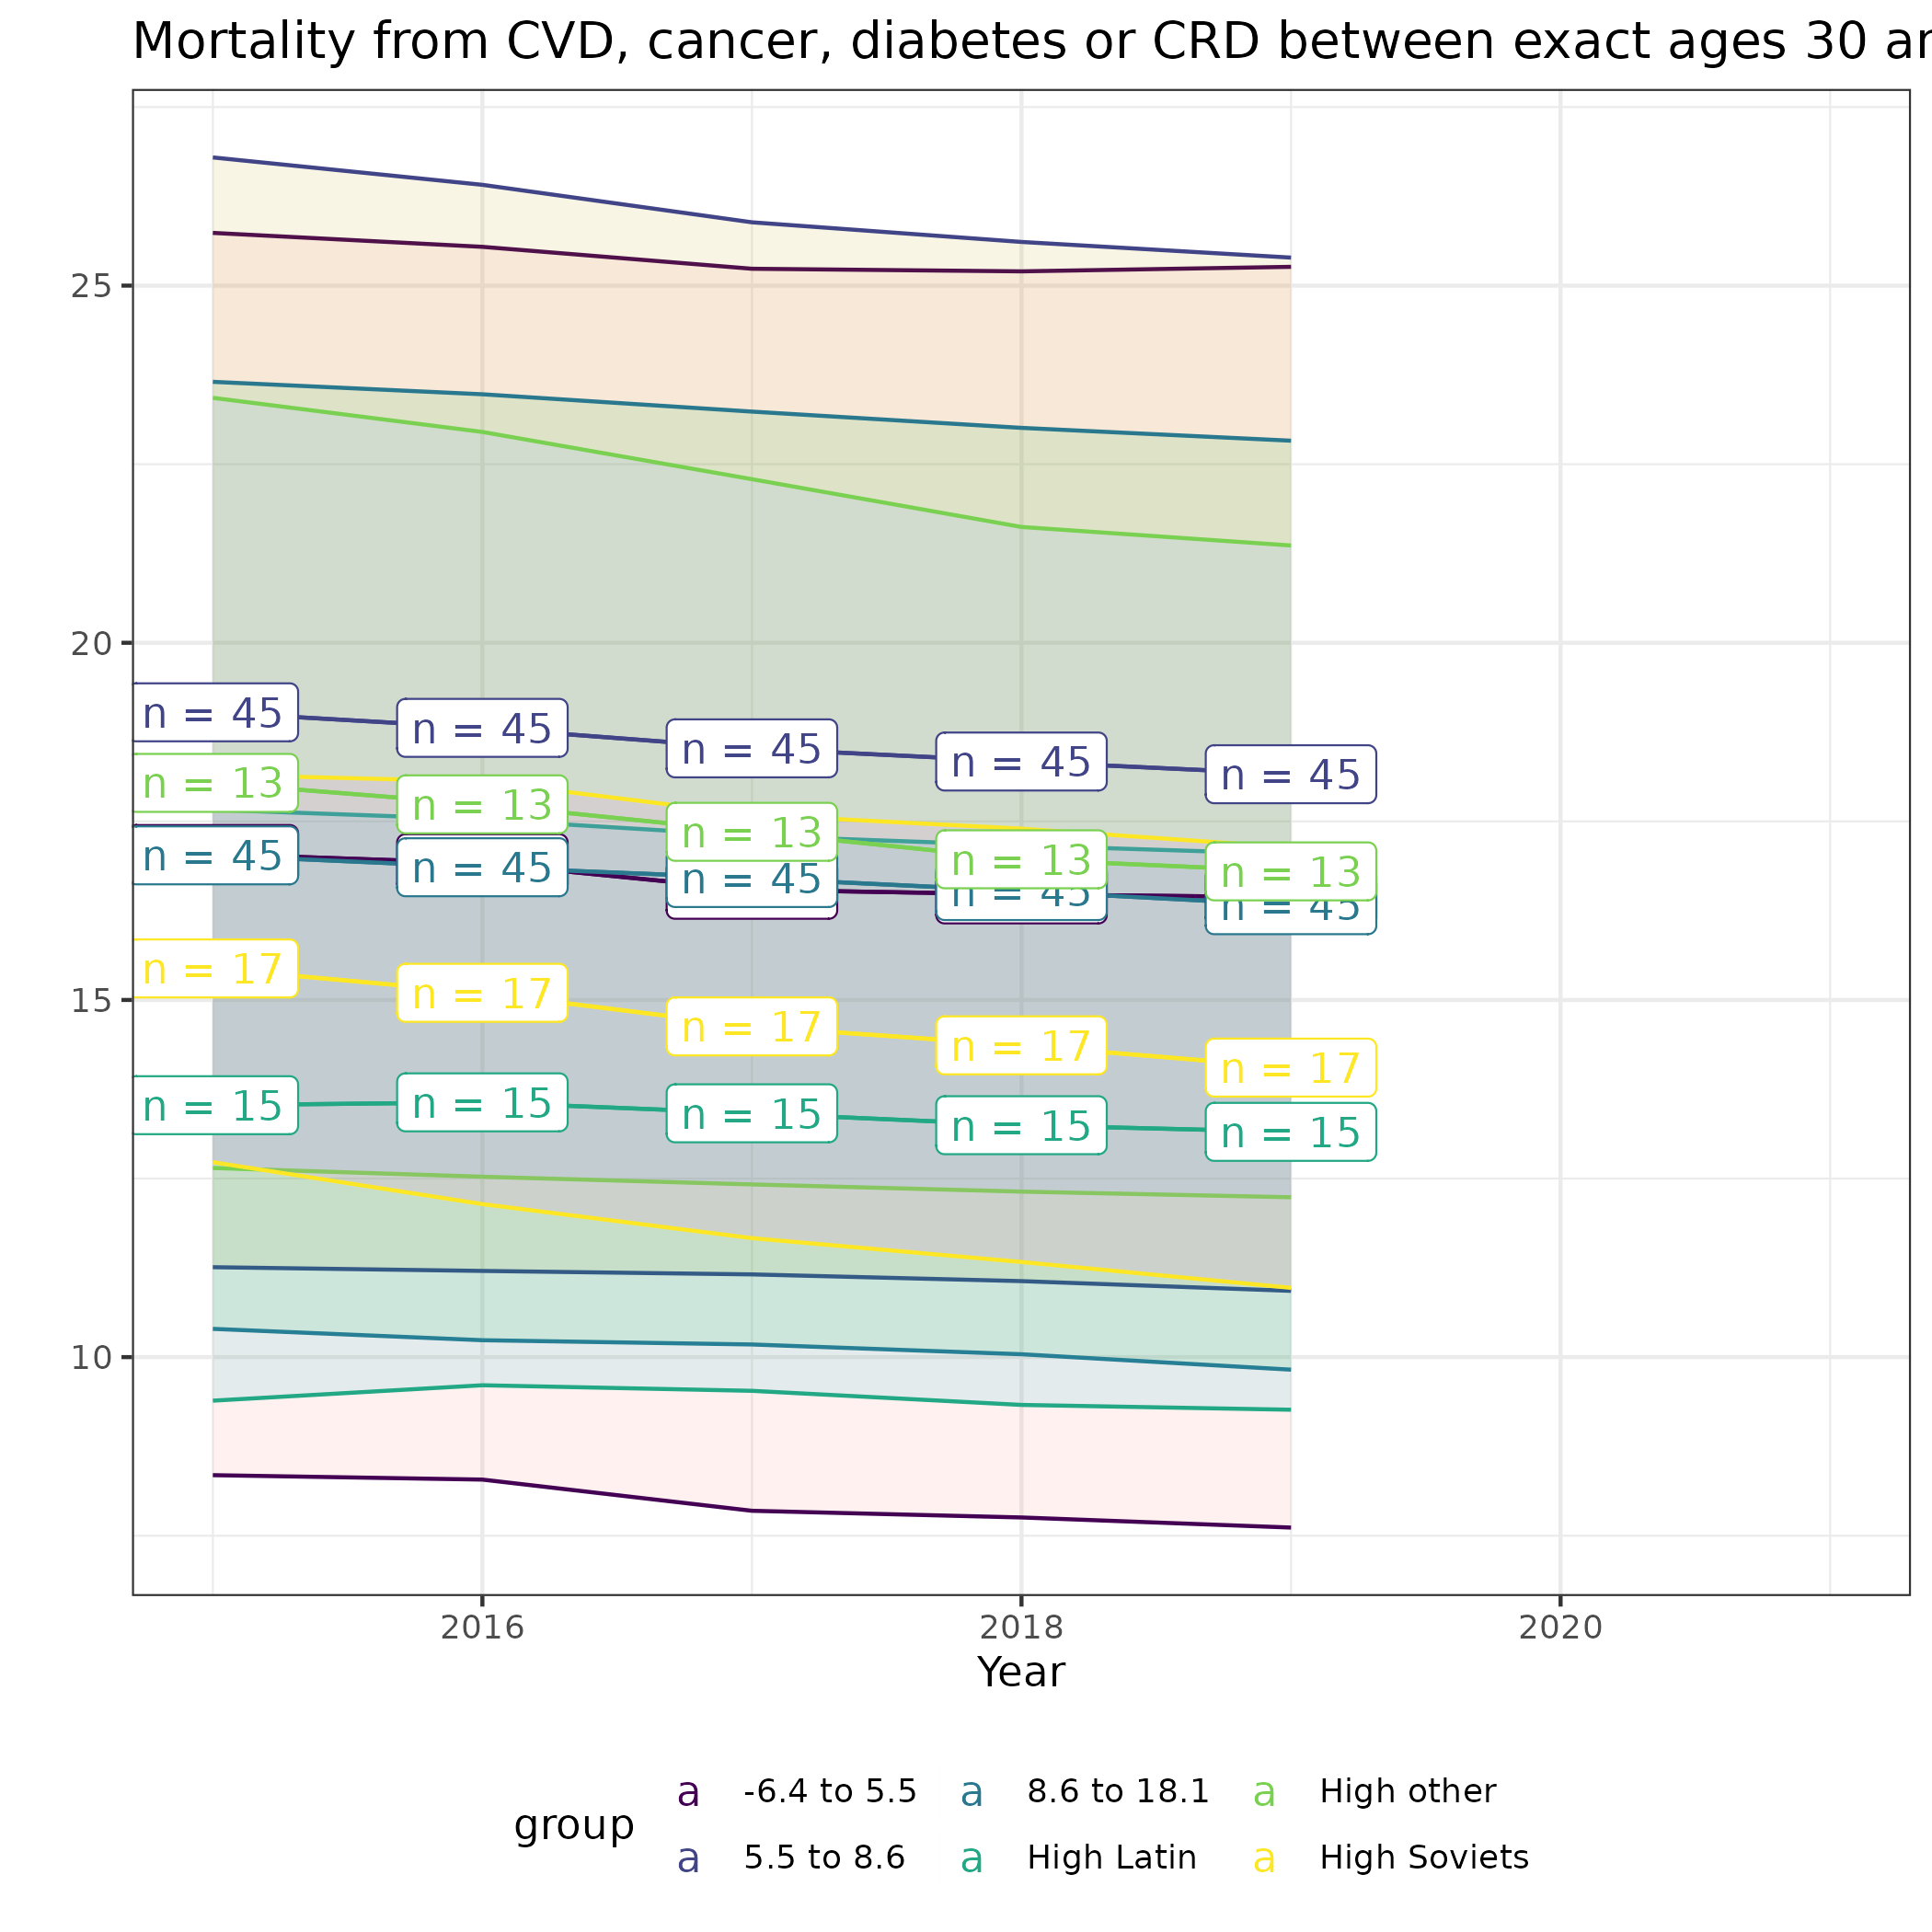 Mortality from CVD, cancer, diabetes or CRD between exact ages 30 ar
25
20
n = 45
n = 45
n = 45
n = 45
n = 45
n = 13
n = 13
n = 13
n = 13
n = 13
n = 45
n = 45
n = 45
n = 45
n = 45
n = 17
n = 17
n = 17
n = 17
n = 17
15
n = 15
n = 15
n = 15
n = 15
n = 15
10
2016 2018 2020
Year
group
a -6.4 to 5.5 a 8.6 to 18.1 a High other
a 5.5 to 8.6 a High Latin a High Soviets